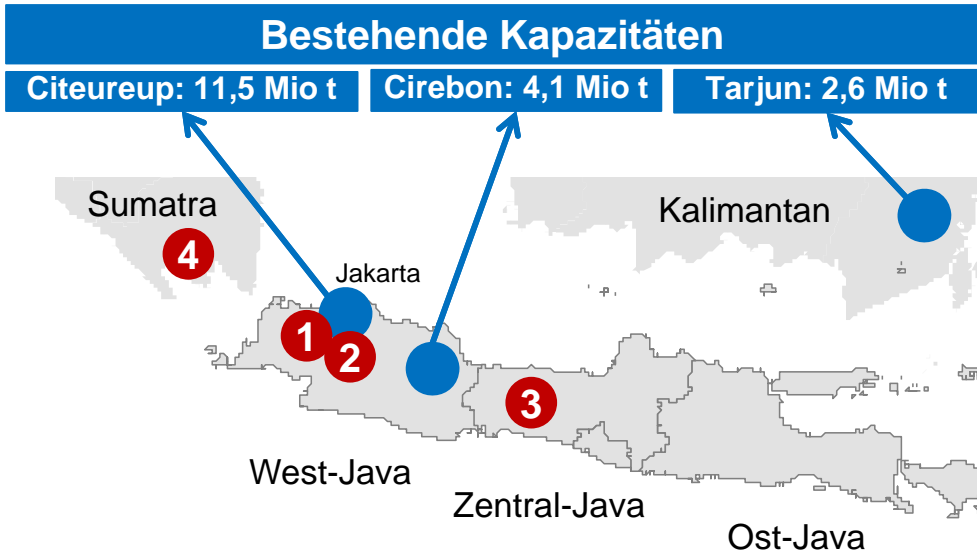 Bestehende Kapazitäten
Citeureup: 11,5 Mio t
Cirebon: 4,1 Mio t
Tarjun: 2,6 Mio t
Sumatra
Kalimantan
4
Jakarta
1
2
3
West-Java
Zentral-Java
Ost-Java